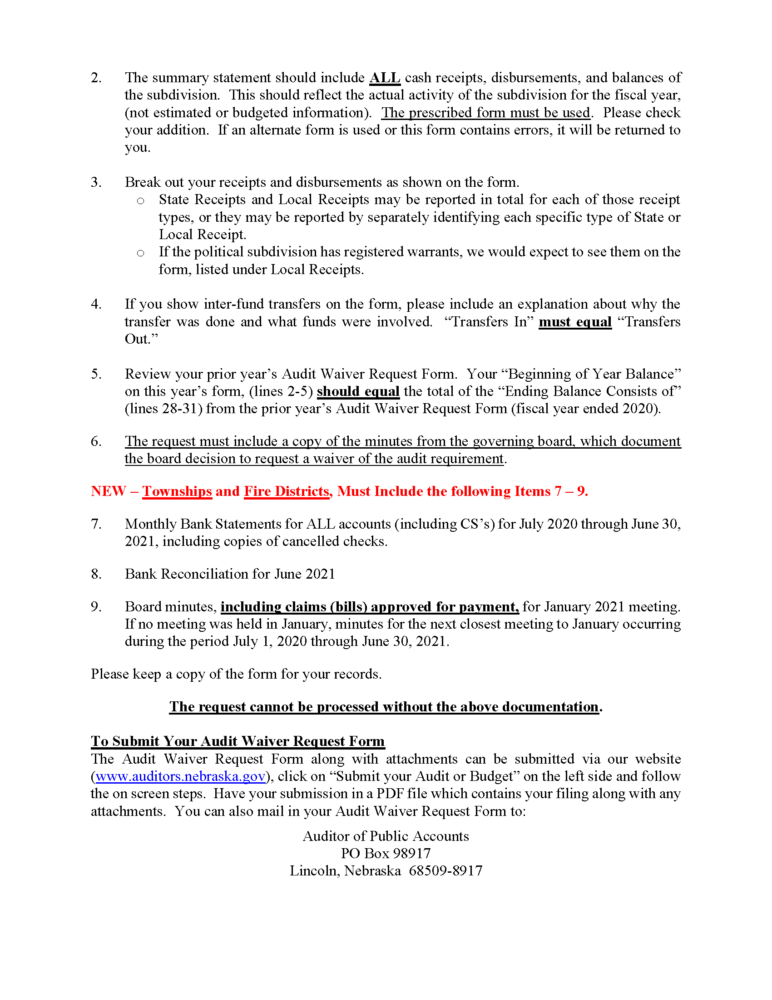 2. The summary statement should include ALL cash receipts, disbursements, and balances of
the subdivision. This should reflect the actual activity of the subdivision for the fiscal year,
(not estimated or budgeted information). The prescribed form must be used. Please check
your addition. If an alternate form is used or this form contains errors, it will be returned to
you.
3. Break out your receipts and disbursements as shown on the form.
o State Receipts and Local Receipts may be reported in total for each of those receipt
types, or they may be reported by separately identifying each specific type of State or
Local Receipt.
o If the political subdivision has registered warrants, we would expect to see them on the
form, listed under Local Receipts.
4. If you show inter-fund transfers on the form, please include an explanation about why the
transfer was done and what funds were involved. “Transfers In” must equal “Transfers
Out.”
5. Review your prior year’s Audit Waiver Request Form. Your “Beginning of Year Balance”
on this year’s form, (lines 2-5) should equal the total of the “Ending Balance Consists of”
(lines 28-31) from the prior year’s Audit Waiver Request Form (fiscal year ended 2020).
6. The request must include a copy of the minutes from the governing board, which document
the board decision to request a waiver of the audit requirement.
NEW – Townships and Fire Districts, Must Include the following Items 7 – 9.
7. Monthly Bank Statements for ALL accounts (including CS’s) for July 2020 through June 30,
2021, including copies of cancelled checks.
8. Bank Reconciliation for June 2021
9. Board minutes, including claims (bills) approved for payment, for January 2021 meeting.
If no meeting was held in January, minutes for the next closest meeting to January occurring
during the period July 1, 2020 through June 30, 2021.
Please keep a copy of the form for your records.
The request cannot be processed without the above documentation.
To Submit Your Audit Waiver Request Form
The Audit Waiver Request Form along with attachments can be submitted via our website
(www.auditors.nebraska.gov), click on “Submit your Audit or Budget” on the left side and follow
the on screen steps. Have your submission in a PDF file which contains your filing along with any
attachments. You can also mail in your Audit Waiver Request Form to:
Auditor of Public Accounts
PO Box 98917
Lincoln, Nebraska 68509-8917